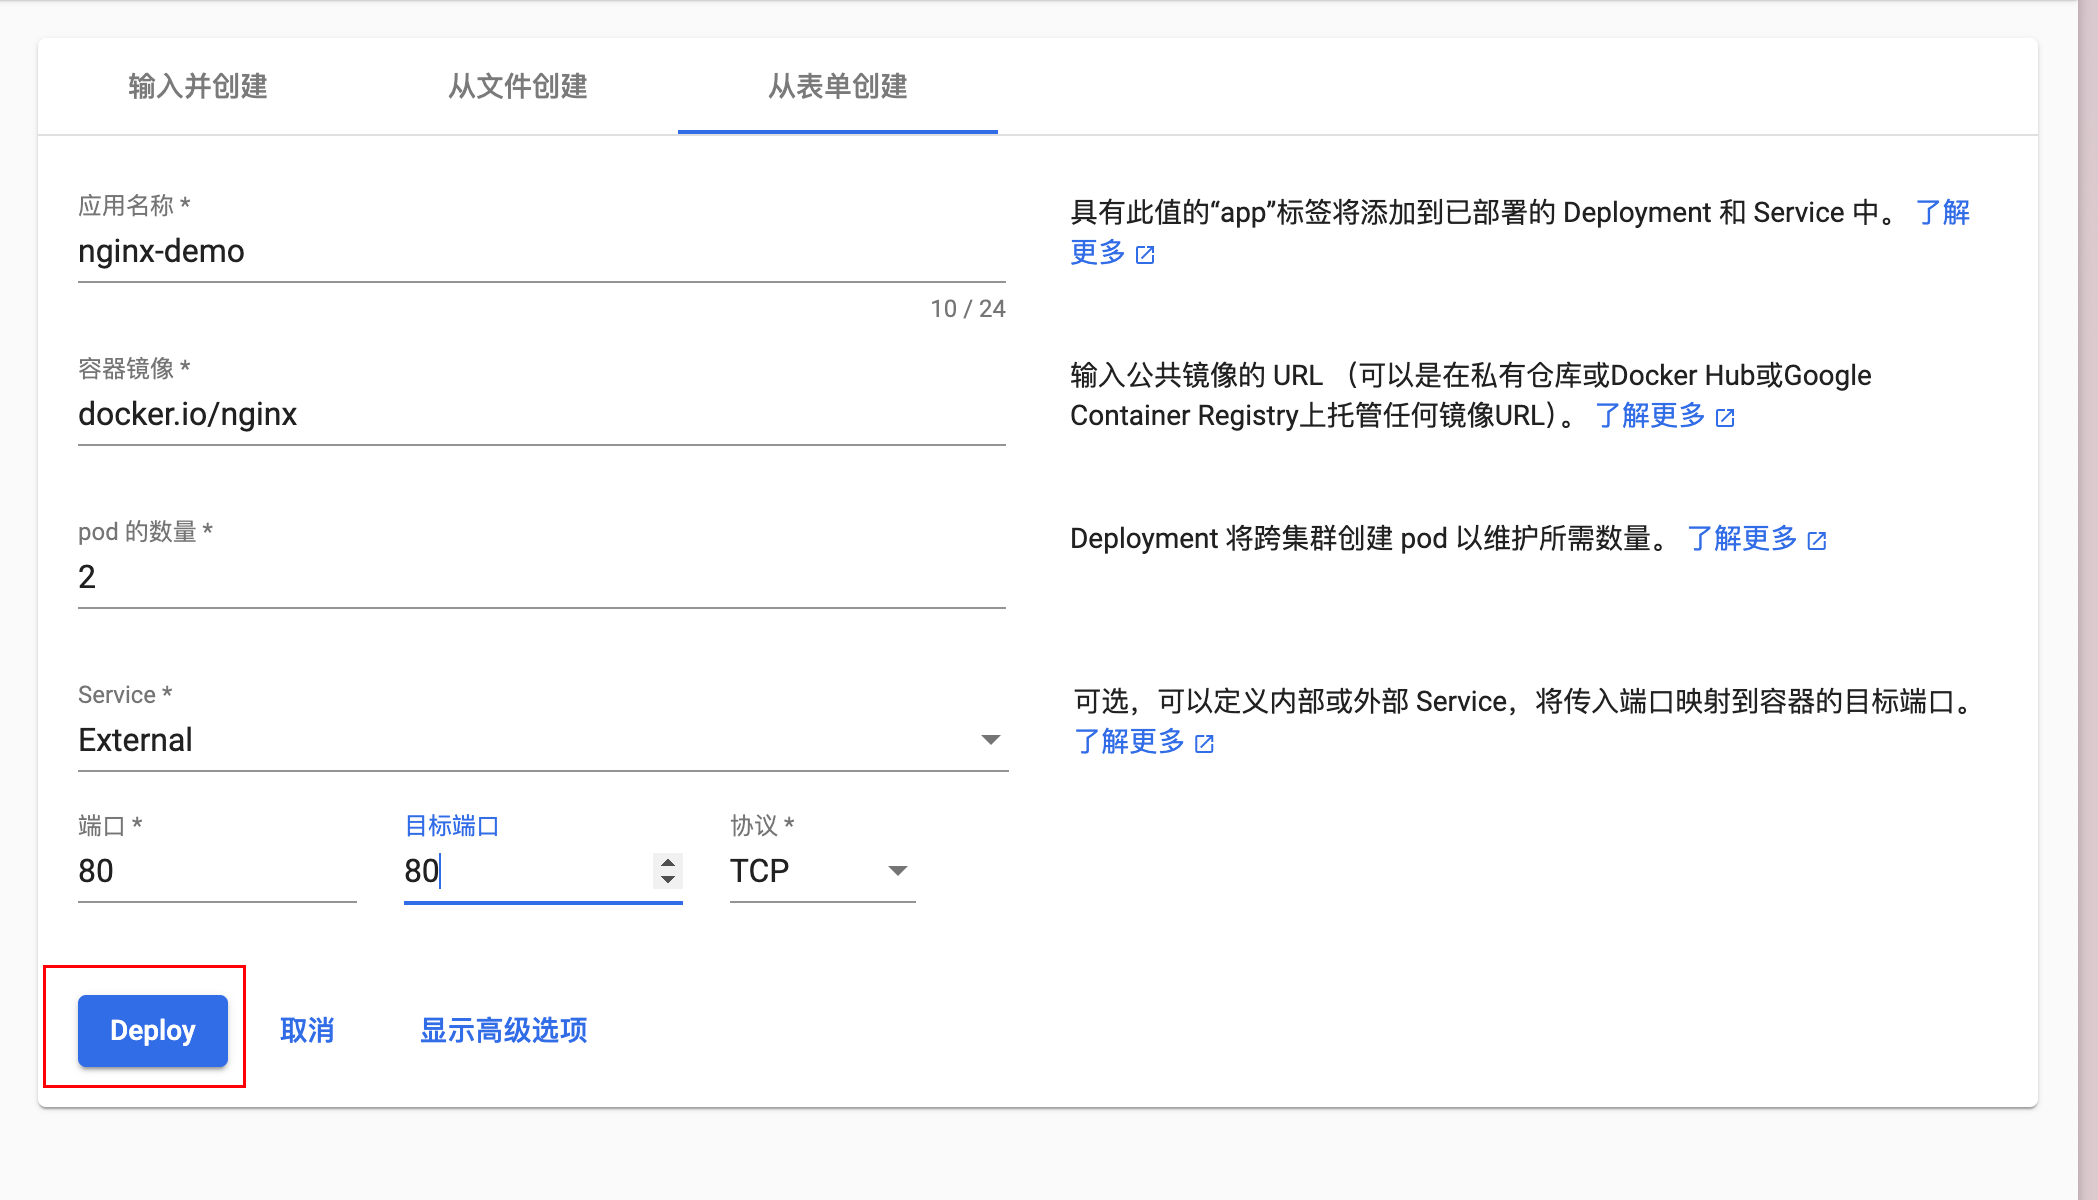 输入并创建
从文件创建
从表单创建
应用名称 *
nginx-demo
10 / 24
具有此值的“app”标签将添加到已部署的 Deployment 和 Service 中。 了解
更多
容器镜像 *
docker.io/nginx
输入公共镜像的 URL （可以是在私有仓库或Docker Hub或Google
Container Registry上托管任何镜像URL）。 了解更多
pod 的数量 *
2
Deployment 将跨集群创建 pod 以维护所需数量。 了解更多
Service *
External
可选，可以定义内部或外部 Service，将传入端口映射到容器的目标端口。
了解更多
端口 *
80
目标端口
80
协议 *
TCP
Deploy
取消
显示高级选项